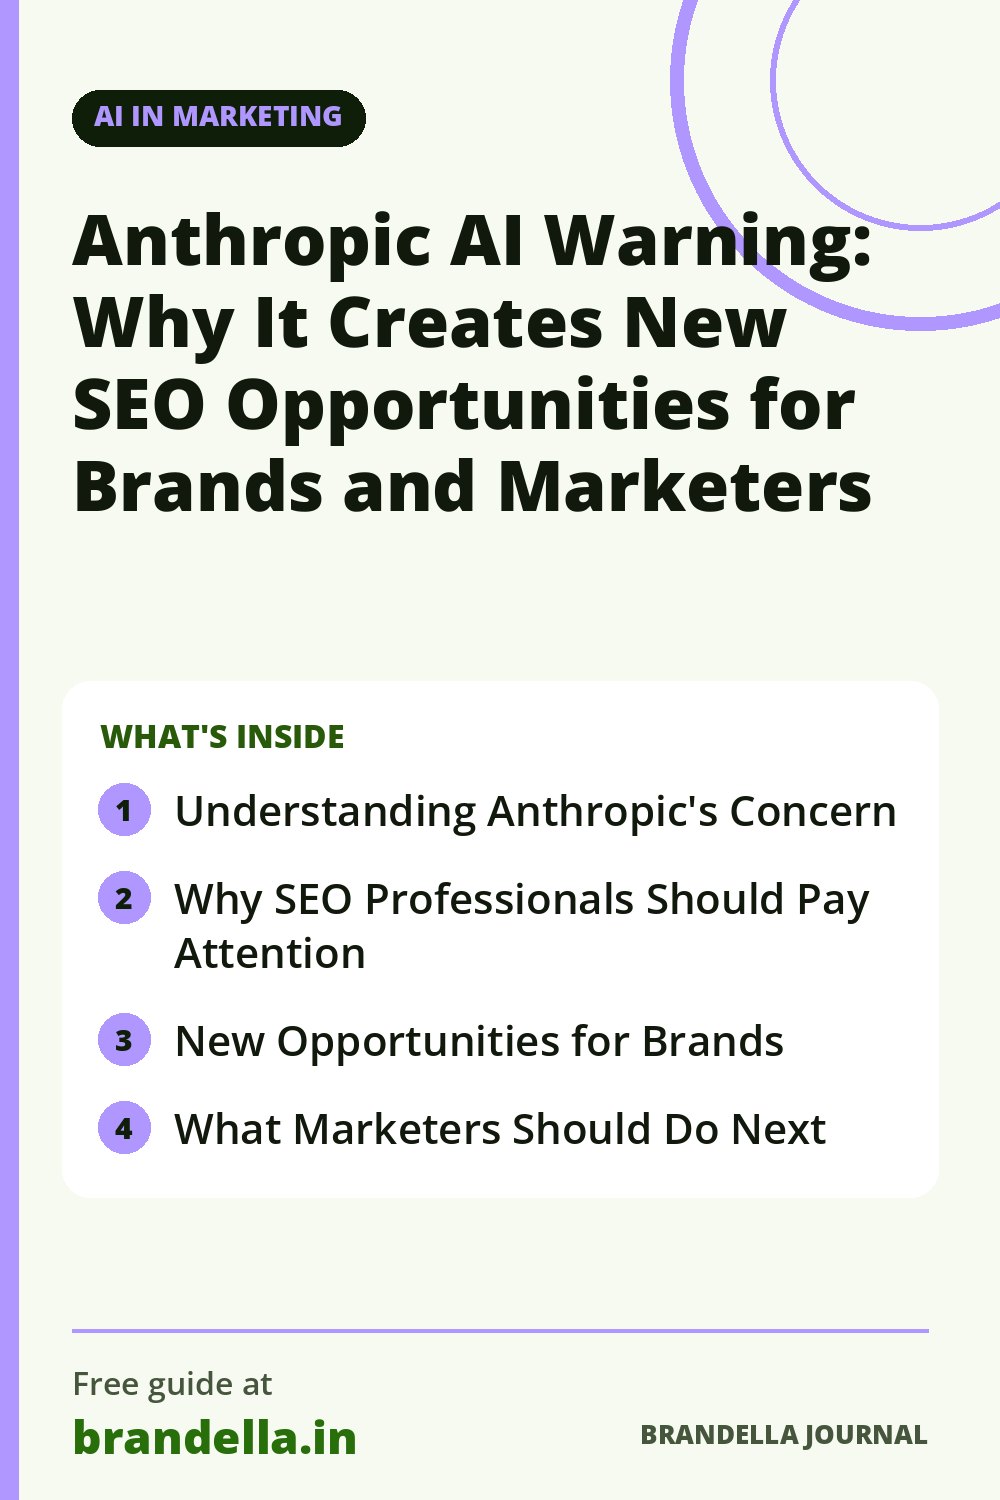 AI IN MARKETING
Anthropic AI Warning:
Why It Creates New
SEO Opportunities for
Brands and Marketers
WHAT'S INSIDE
1 Understanding Anthropic's Concern
2 Why SEO Professionals Should Pay
Attention
3 New Opportunities for Brands
4 What Marketers Should Do Next
Free guide at
brandella.in
BRANDELLA JOURNAL